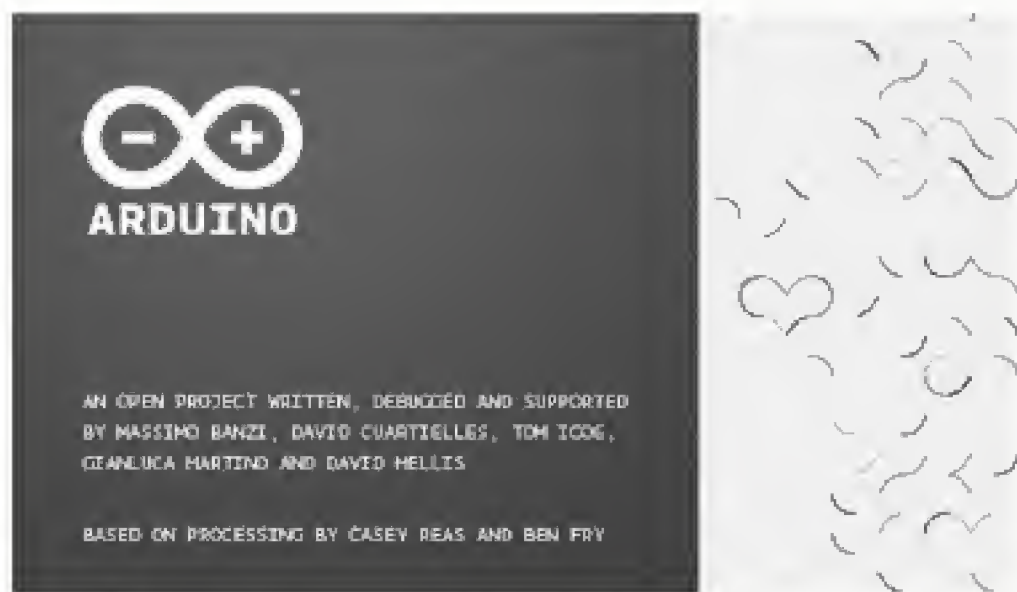 ARDUINO
AN OPEN PROJECT WRITTEN, DEBUGGED AND SUPPORTED
BY MASSIMO BANZI, DAVID CUARTIELLES, TOM IGOE,
GIANLUCA MARTINO AND DAVID MELLIS
BASED ON PROCESSING BY CASEY REAS AND BEN FRY